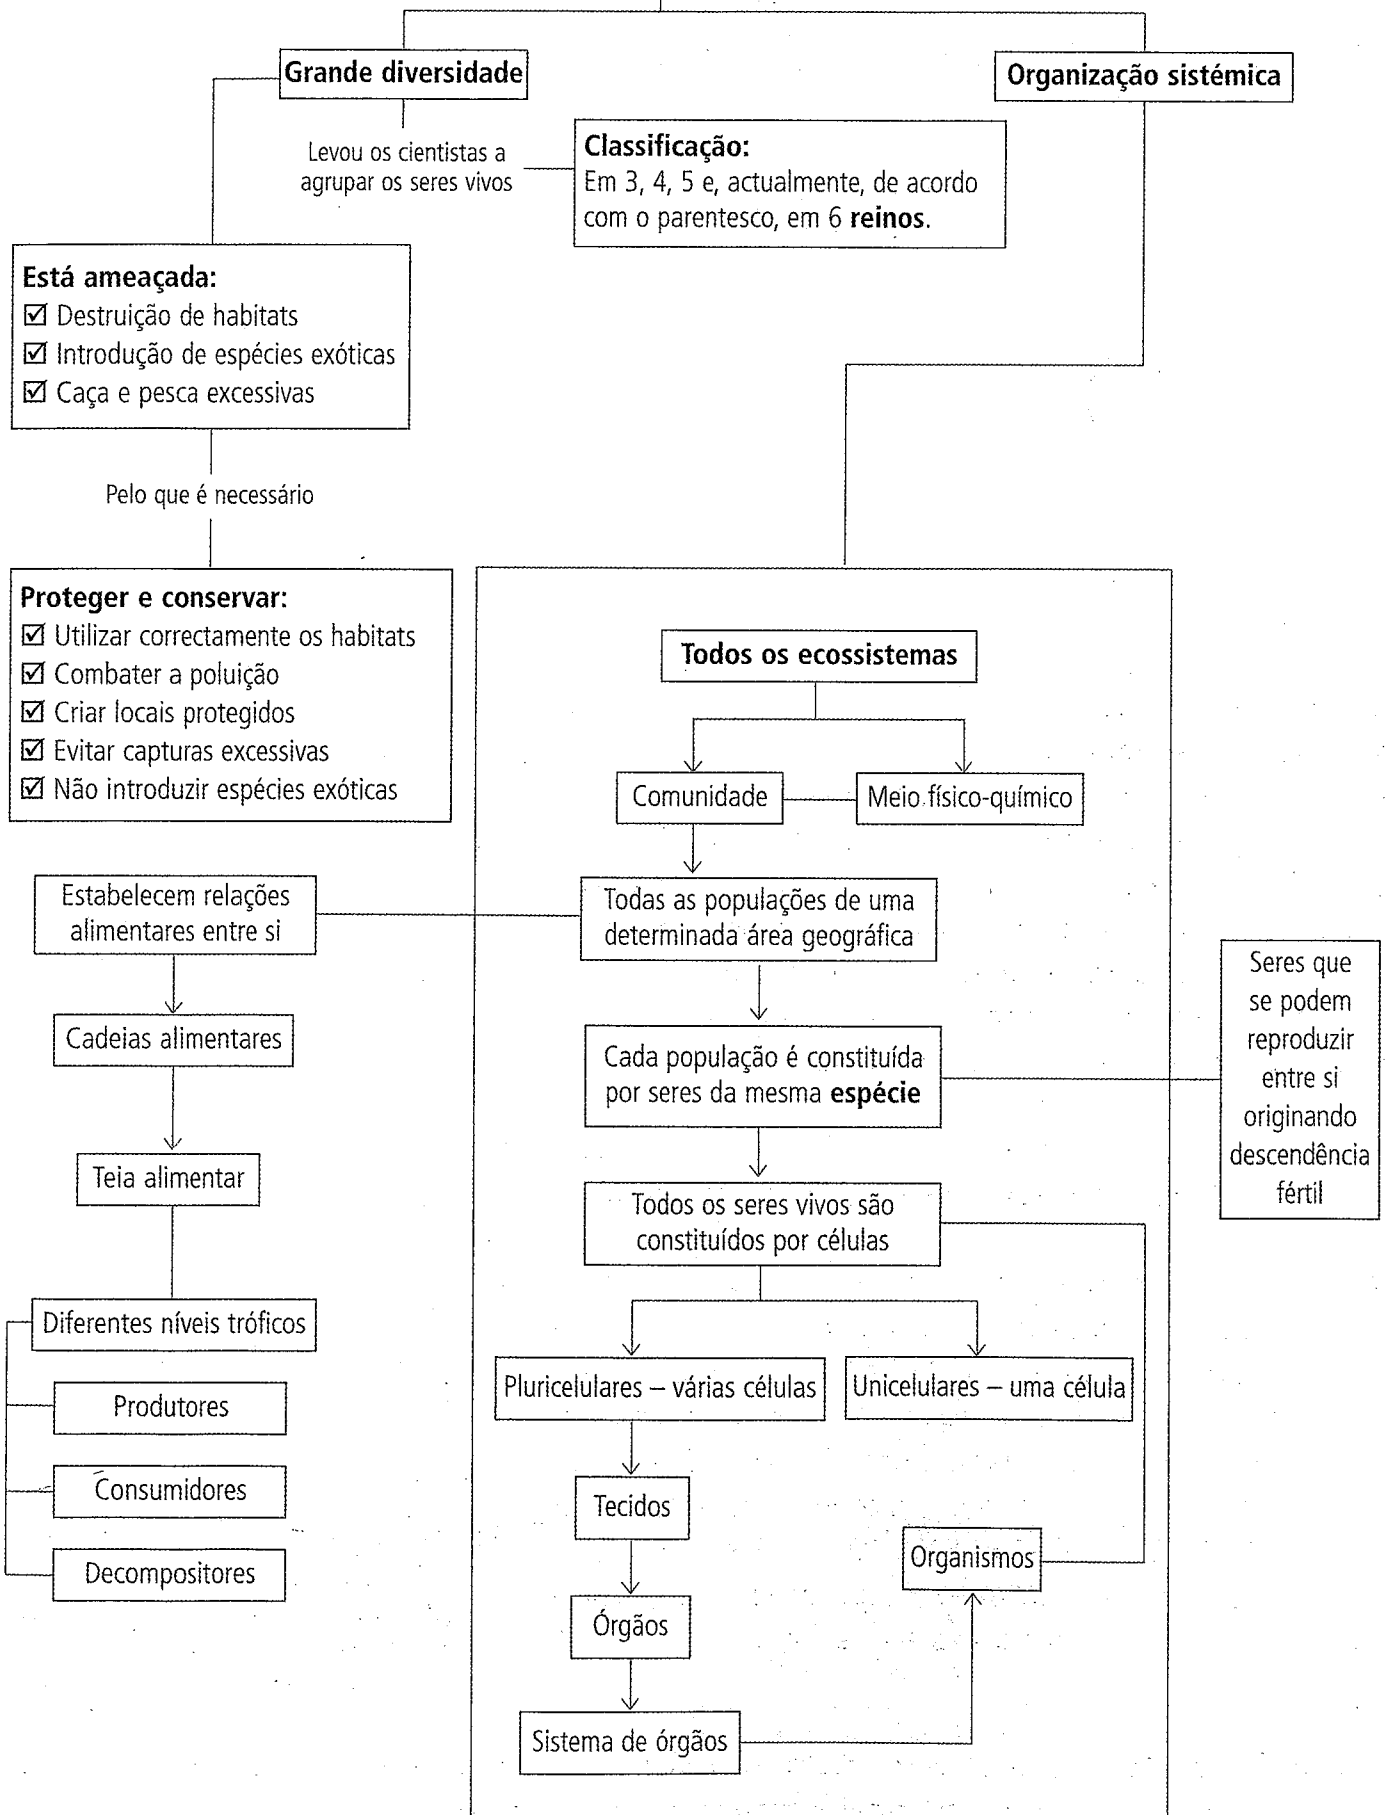 Grande diversidade
Organização sistémica
Levou os cientistas a
agrupar os seres vivos
Classificação:
Em 3, 4, 5 e, actualmente, de acordo
com o parentesco, em 6 reinos.
Está ameaçada:
☑ Destruição de habitats
☑ Introdução de espécies exóticas
☑ Caça e pesca excessivas
Pelo que é necessário
Proteger e conservar:
☑ Utilizar correctamente os habitats
☑ Combater a poluição
☑ Criar locais protegidos
☑ Evitar capturas excessivas
☑ Não introduzir espécies exóticas
Todos os ecossistemas
Comunidade
Meio físico-químico
Estabelecem relações
alimentares entre si
Todas as populações de uma
determinada área geográfica
Cadeias alimentares
Cada população é constituída
por seres da mesma espécie
Seres que
se podem
reproduzir
entre si
originando
descendência
fértil
Teia alimentar
Todos os seres vivos são
constituídos por células
Diferentes níveis tróficos
Produtores
Consumidores
Decompositores
Pluricelulares – várias células
Unicelulares – uma célula
Tecidos
Órgãos
Sistema de órgãos
Organismos